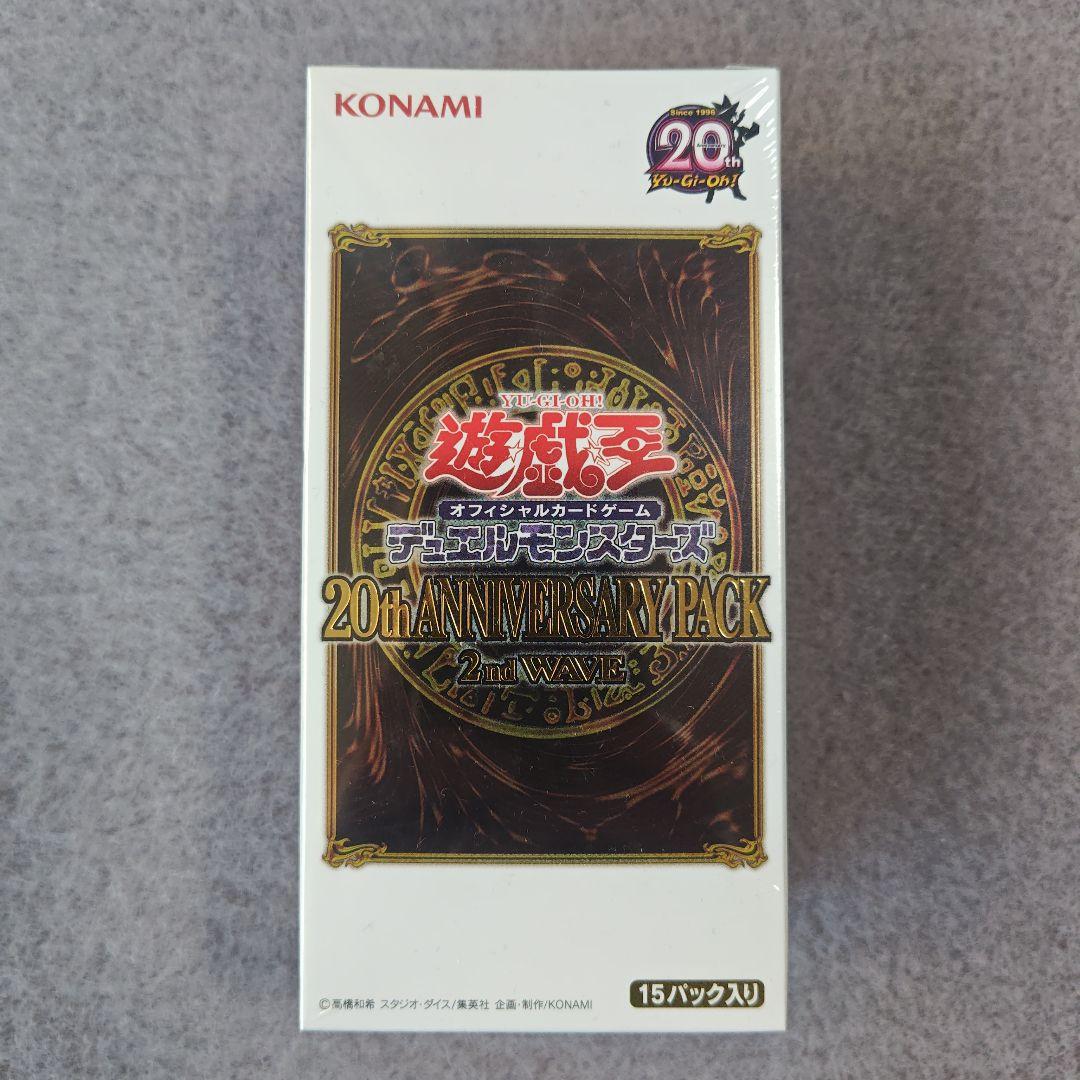 KONAMI
Since 1996
20th
Anniversary
Yu-Gi-Oh!
YU-GI-OH!
遊☆戯☆王
オフィシャルカードゲーム
デュエルモンスターズ
20th ANNIVERSARY PACK
2nd WAVE
©高橋和希 スタジオ・ダイス/集英社 企画・制作/KONAMI
15パック入り